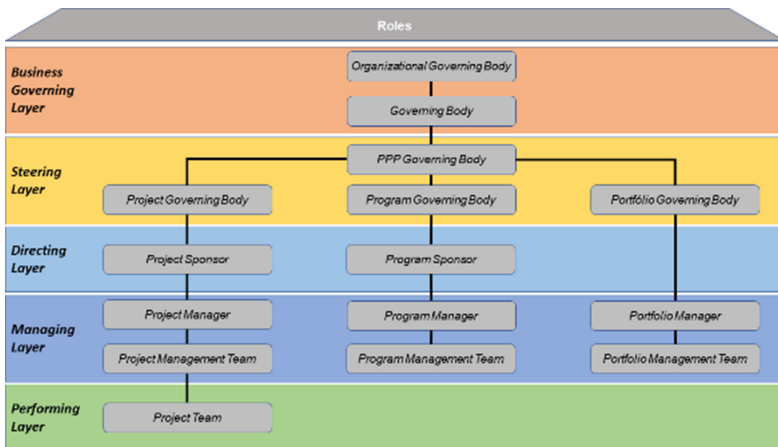 Roles
Business
Governing
Layer
Organizational Governing Body
Governing Body
Steering
Layer
PPP Governing Body
Project Governing Body
Program Governing Body
Portfólio Governing Body
Directing
Layer
Project Sponsor
Program Sponsor
Managing
Layer
Project Manager
Program Manager
Portfolio Manager
Project Management Team
Program Management Team
Portfolio Management Team
Performing
Layer
Project Team